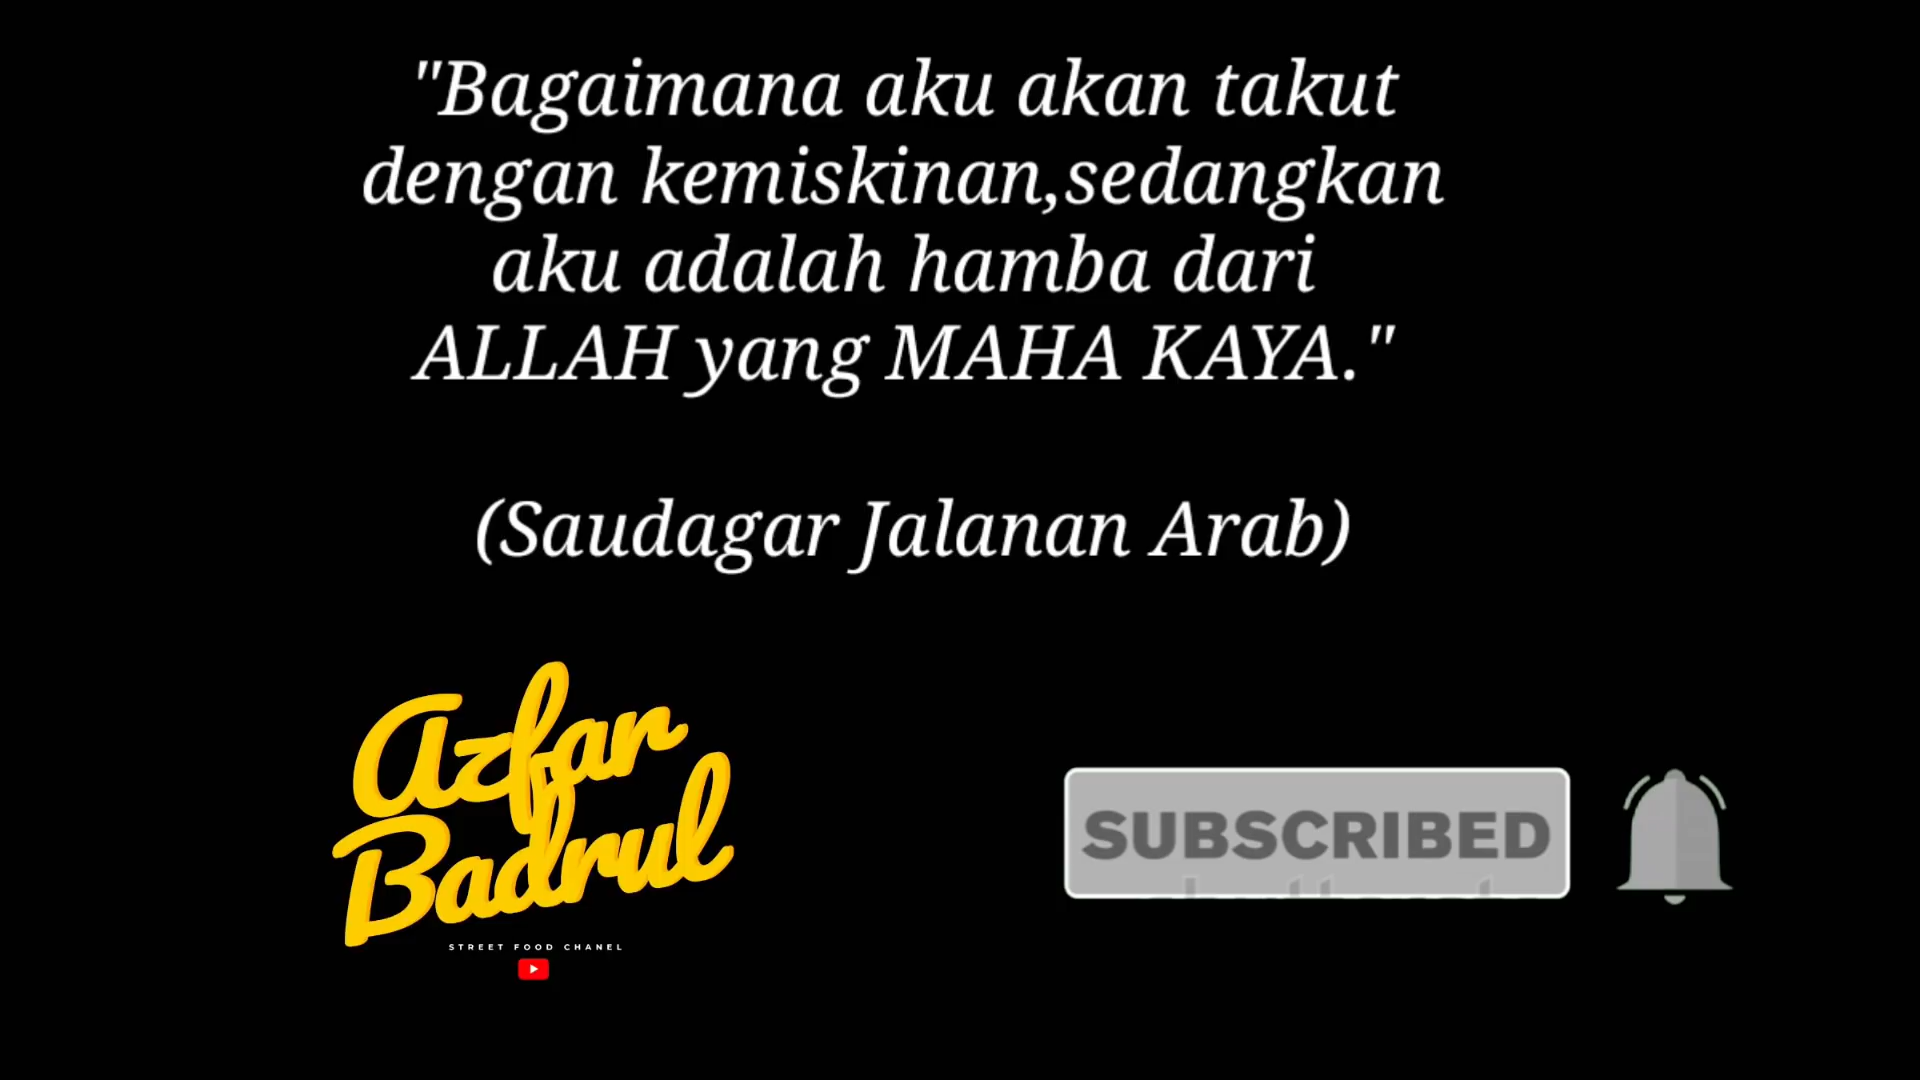 "Bagaimana aku akan takut
dengan kemiskinan,sedangkan
aku adalah hamba dari
ALLAH yang MAHA KAYA."
(Saudagar Jalanan Arab)
Azfar
Badrul
STREET FOOD CHANEL
SUBSCRIBED